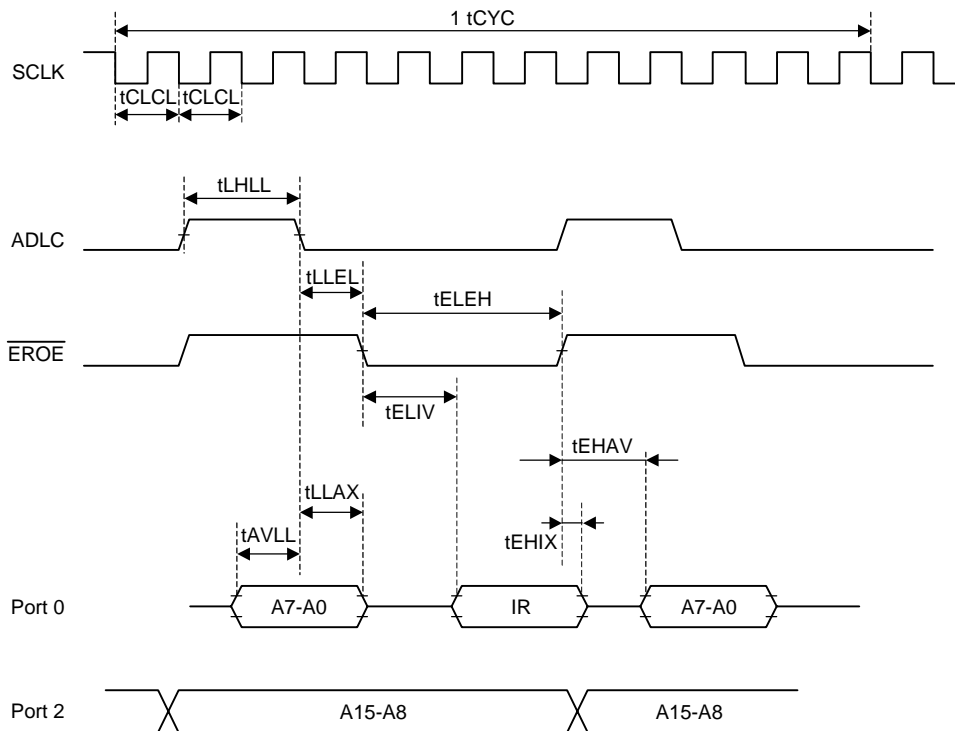 1 tCYC
SCLK
tCLCL tCLCL
tLHLL
ADLC
tLLEL
tELEH
EROE
tELIV
tEHAV
tLLAX
tAVLL
tEHIX
Port 0
A7-A0 IR A7-A0
Port 2
A15-A8 A15-A8